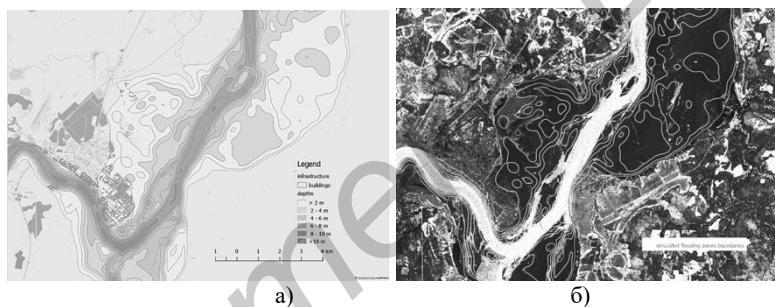 Legend
infrastructure
buildings
depths
> 2 m
2 - 4 m
4 - 6 m
6 - 8 m
8 - 10 m
>10 m
1 0 1 2 3 4 km
simulated flooding zones boundaries
а) б)